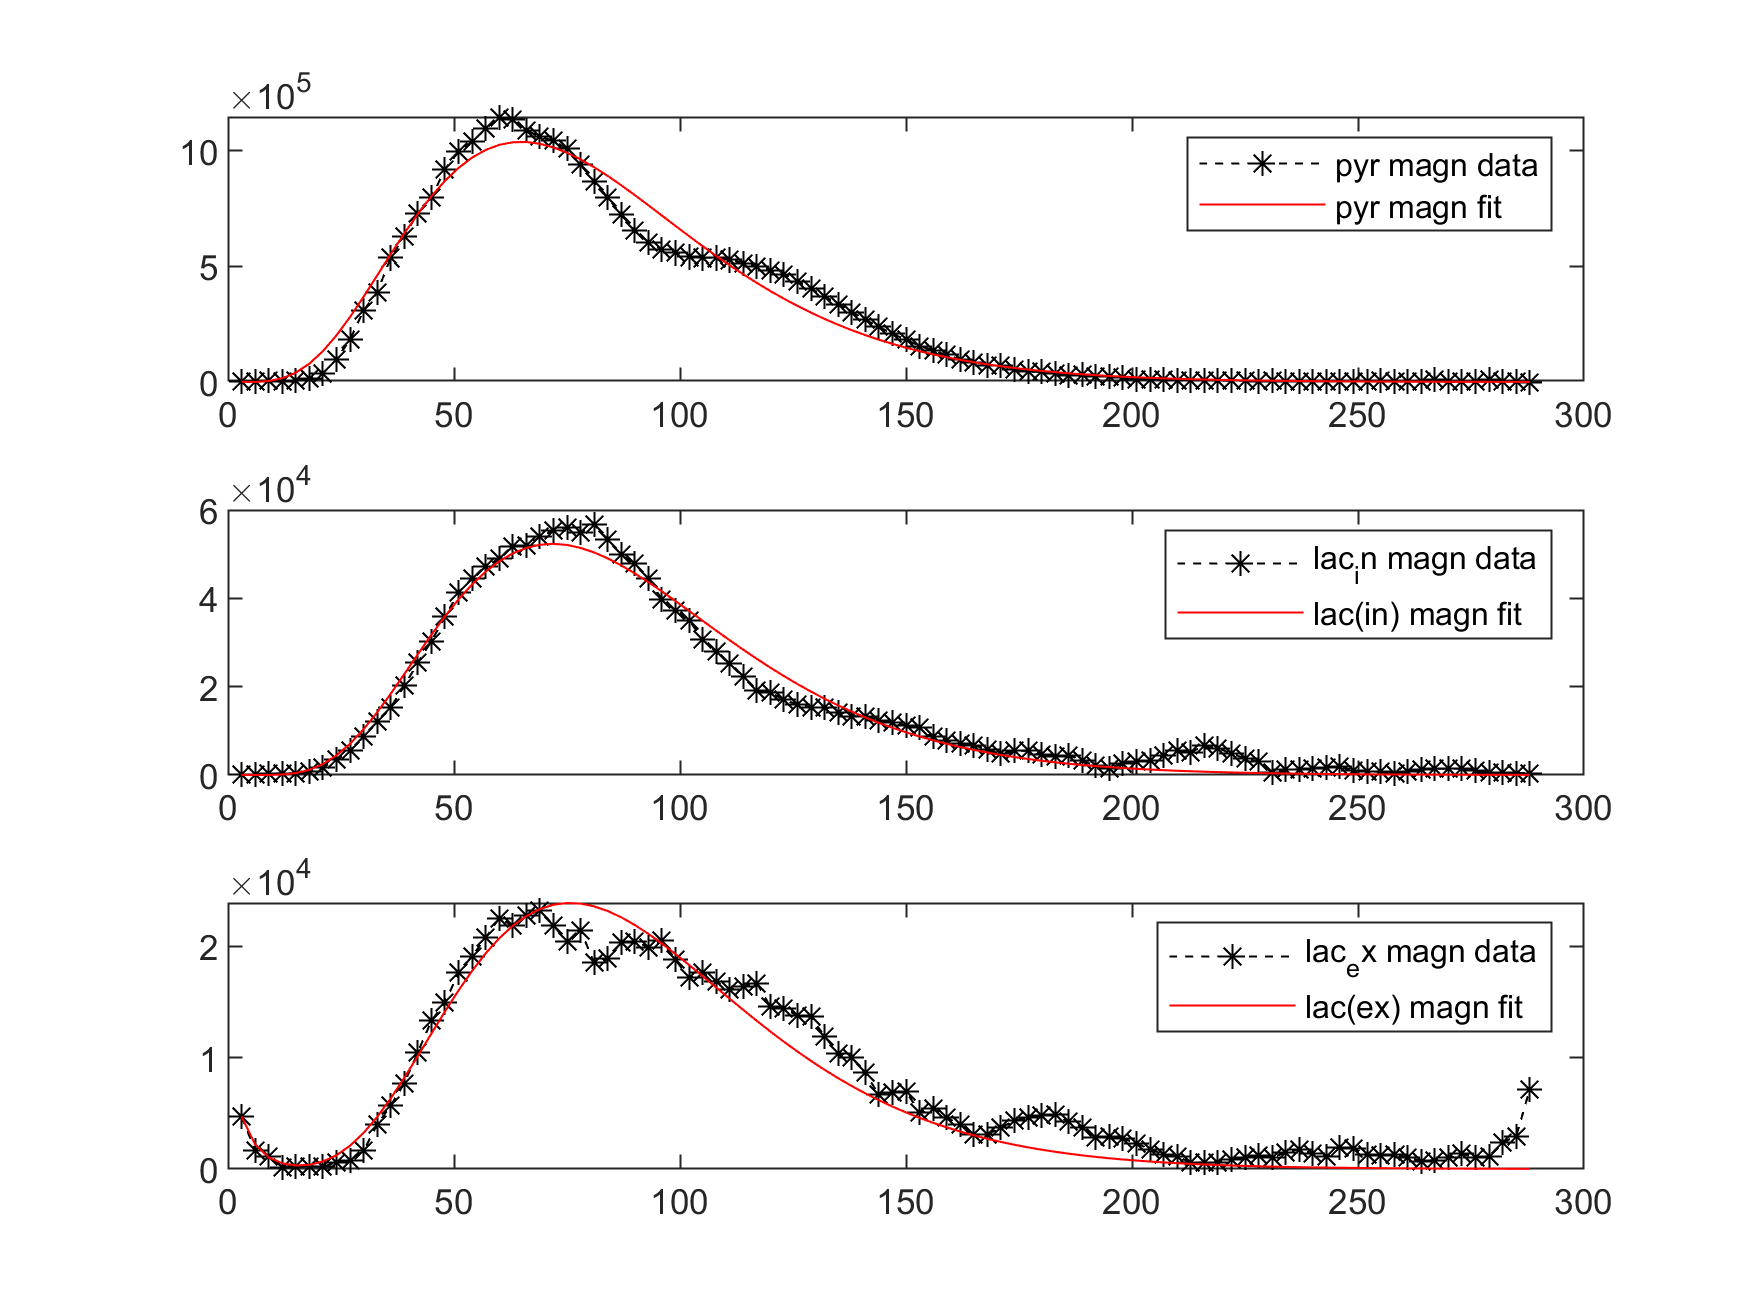 ×10^5
10
5
0
0 50 100 150 200 250 300
pyr magn data
pyr magn fit
×10^4
6
4
2
0
0 50 100 150 200 250 300
lac_in magn data
lac(in) magn fit
×10^4
2
1
0
0 50 100 150 200 250 300
lac_ex magn data
lac(ex) magn fit